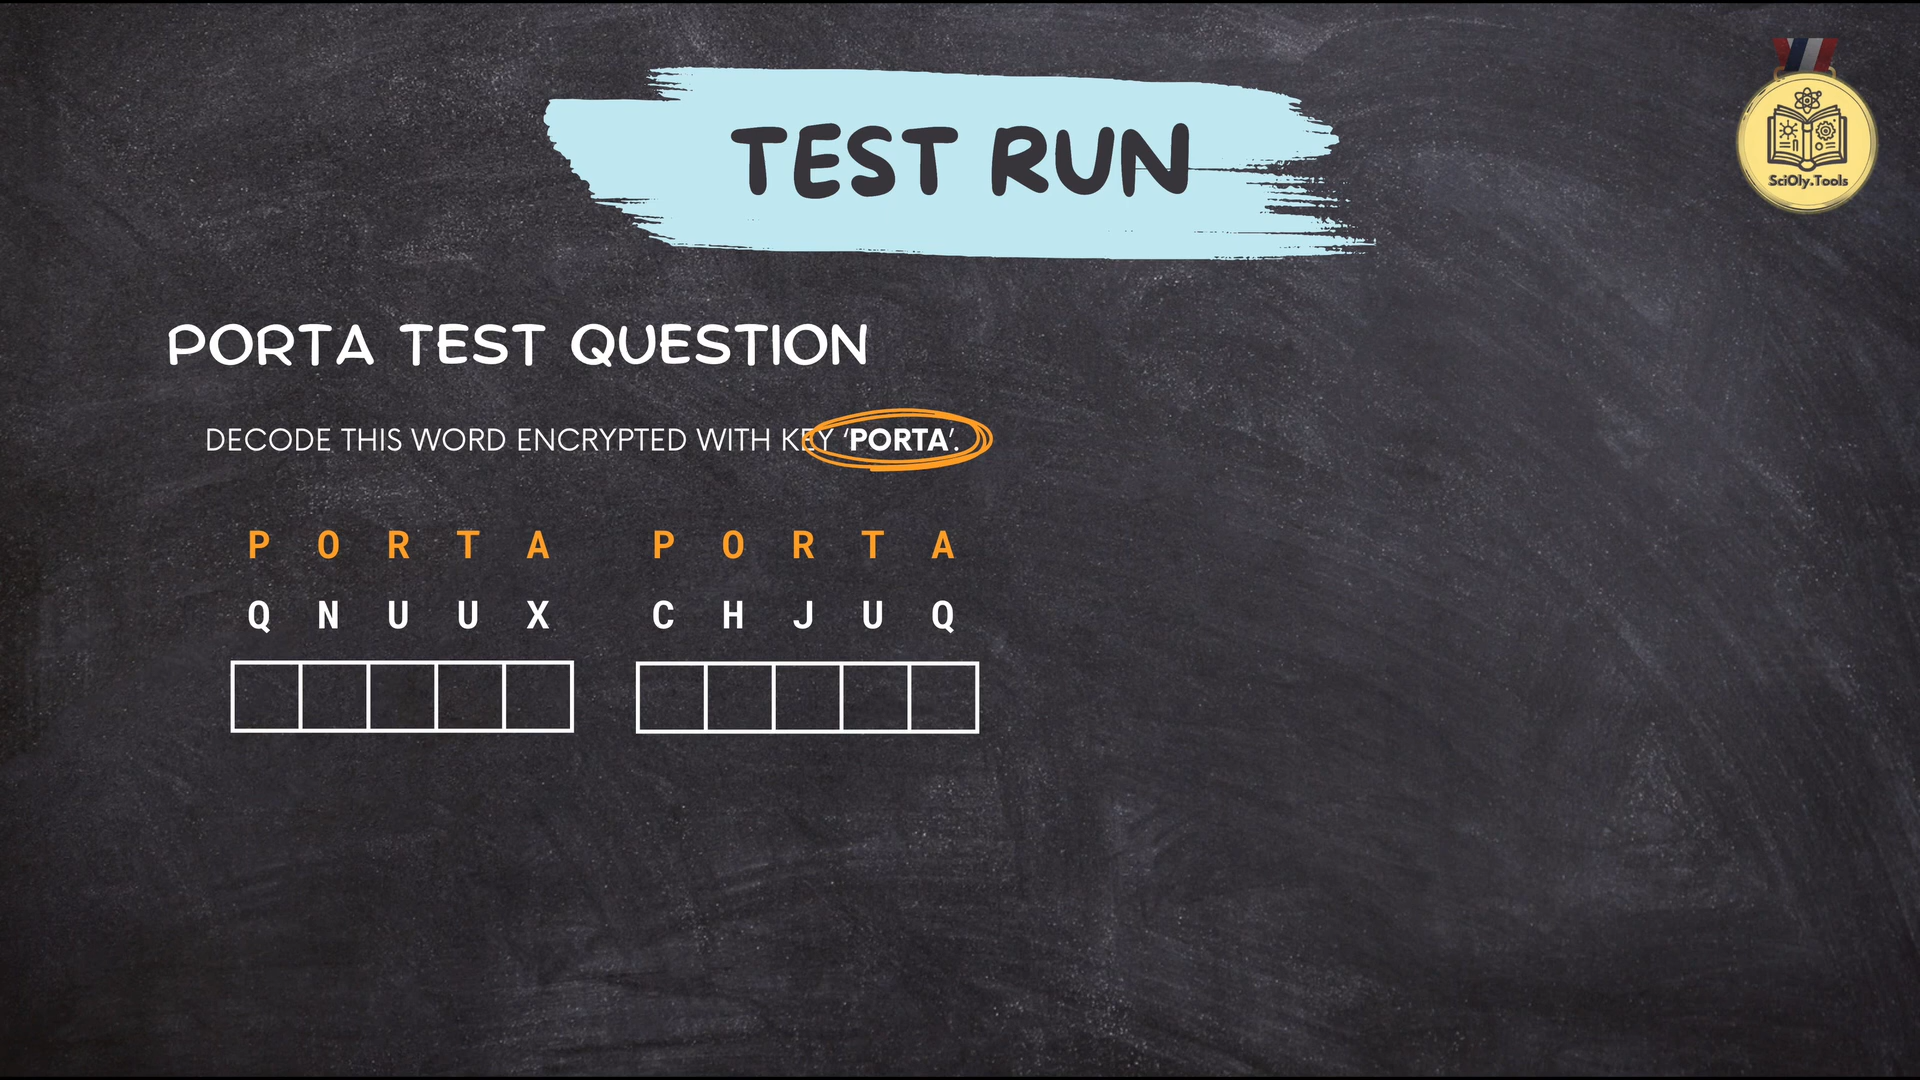 TEST RUN
SciOly.Tools
PORTA TEST QUESTION
DECODE THIS WORD ENCRYPTED WITH KEY ‘PORTA’.
P O R T A P O R T A
Q N U U X C H J U Q